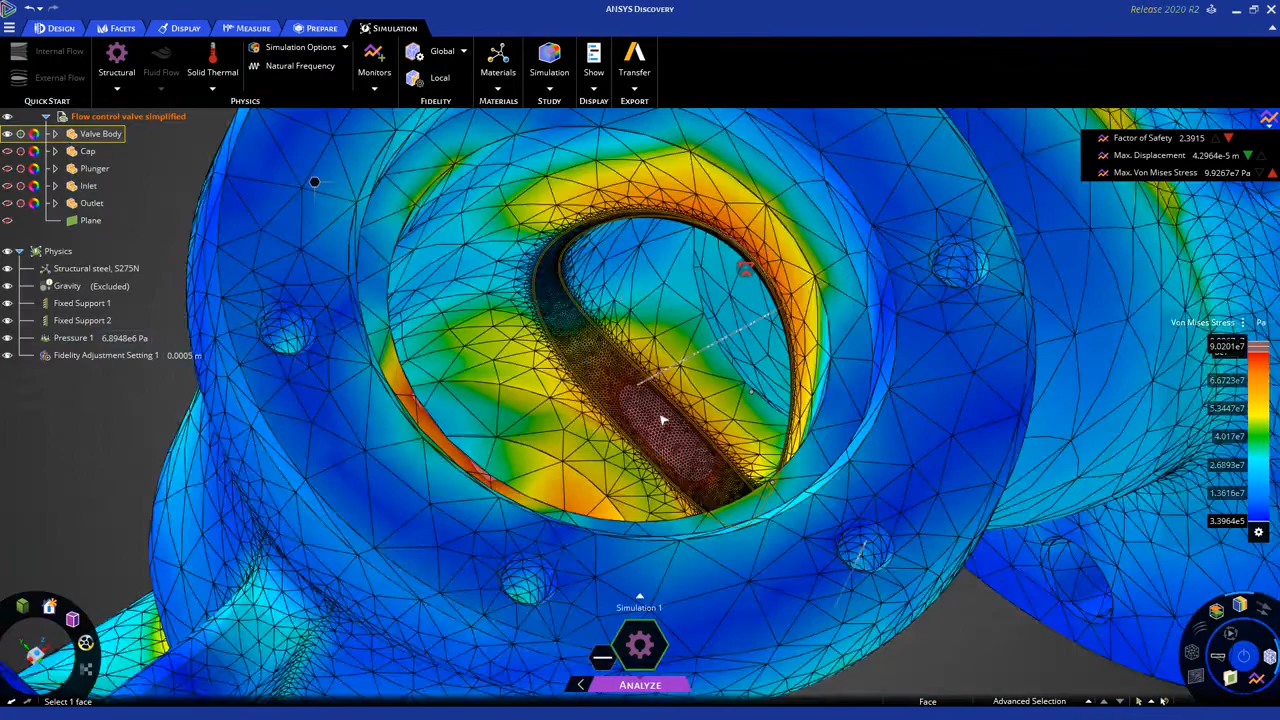 ANSYS Discovery
Release 2020 R2
Design
Facets
Display
Measure
Prepare
Simulation
Internal Flow
External Flow
Quick Start
Structural
Fluid Flow
Solid Thermal
Simulation Options
Natural Frequency
Physics
Monitors
Global
Local
Fidelity
Materials
Materials
Simulation
Study
Show
Display
Transfer
Export
Flow control valve simplified
Valve Body
Cap
Plunger
Inlet
Outlet
Plane
Physics
Structural steel, S275N
Gravity (Excluded)
Fixed Support 1
Fixed Support 2
Pressure 1 6.8948e6 Pa
Fidelity Adjustment Setting 1 0.0005 m
Factor of Safety 2.3915
Max. Displacement 4.2964e-5 m
Max. Von Mises Stress 9.9267e7 Pa
Von Mises Stress Pa
9.0201e7
6.6723e7
5.3447e7
4.017e7
2.6893e7
1.3616e7
3.3964e5
Simulation 1
Analyze
Select 1 face
Face
Advanced Selection